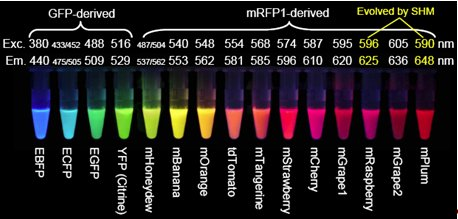 GFP-derived mRFP1-derived Evolved by SHM
Exc. 380 433/452 488 516 487/504 540 548 554 568 574 587 595 596 605 590 nm
Em. 440 475/505 509 529 537/562 553 562 581 585 596 610 620 625 636 648 nm
EBFP
ECFP
EGFP
YFP (Citrine)
mHoneydew
mBanana
mOrange
tdTomato
mTangerine
mStrawberry
mCherry
mGrape1
mRaspberry
mGrape2
mPlum